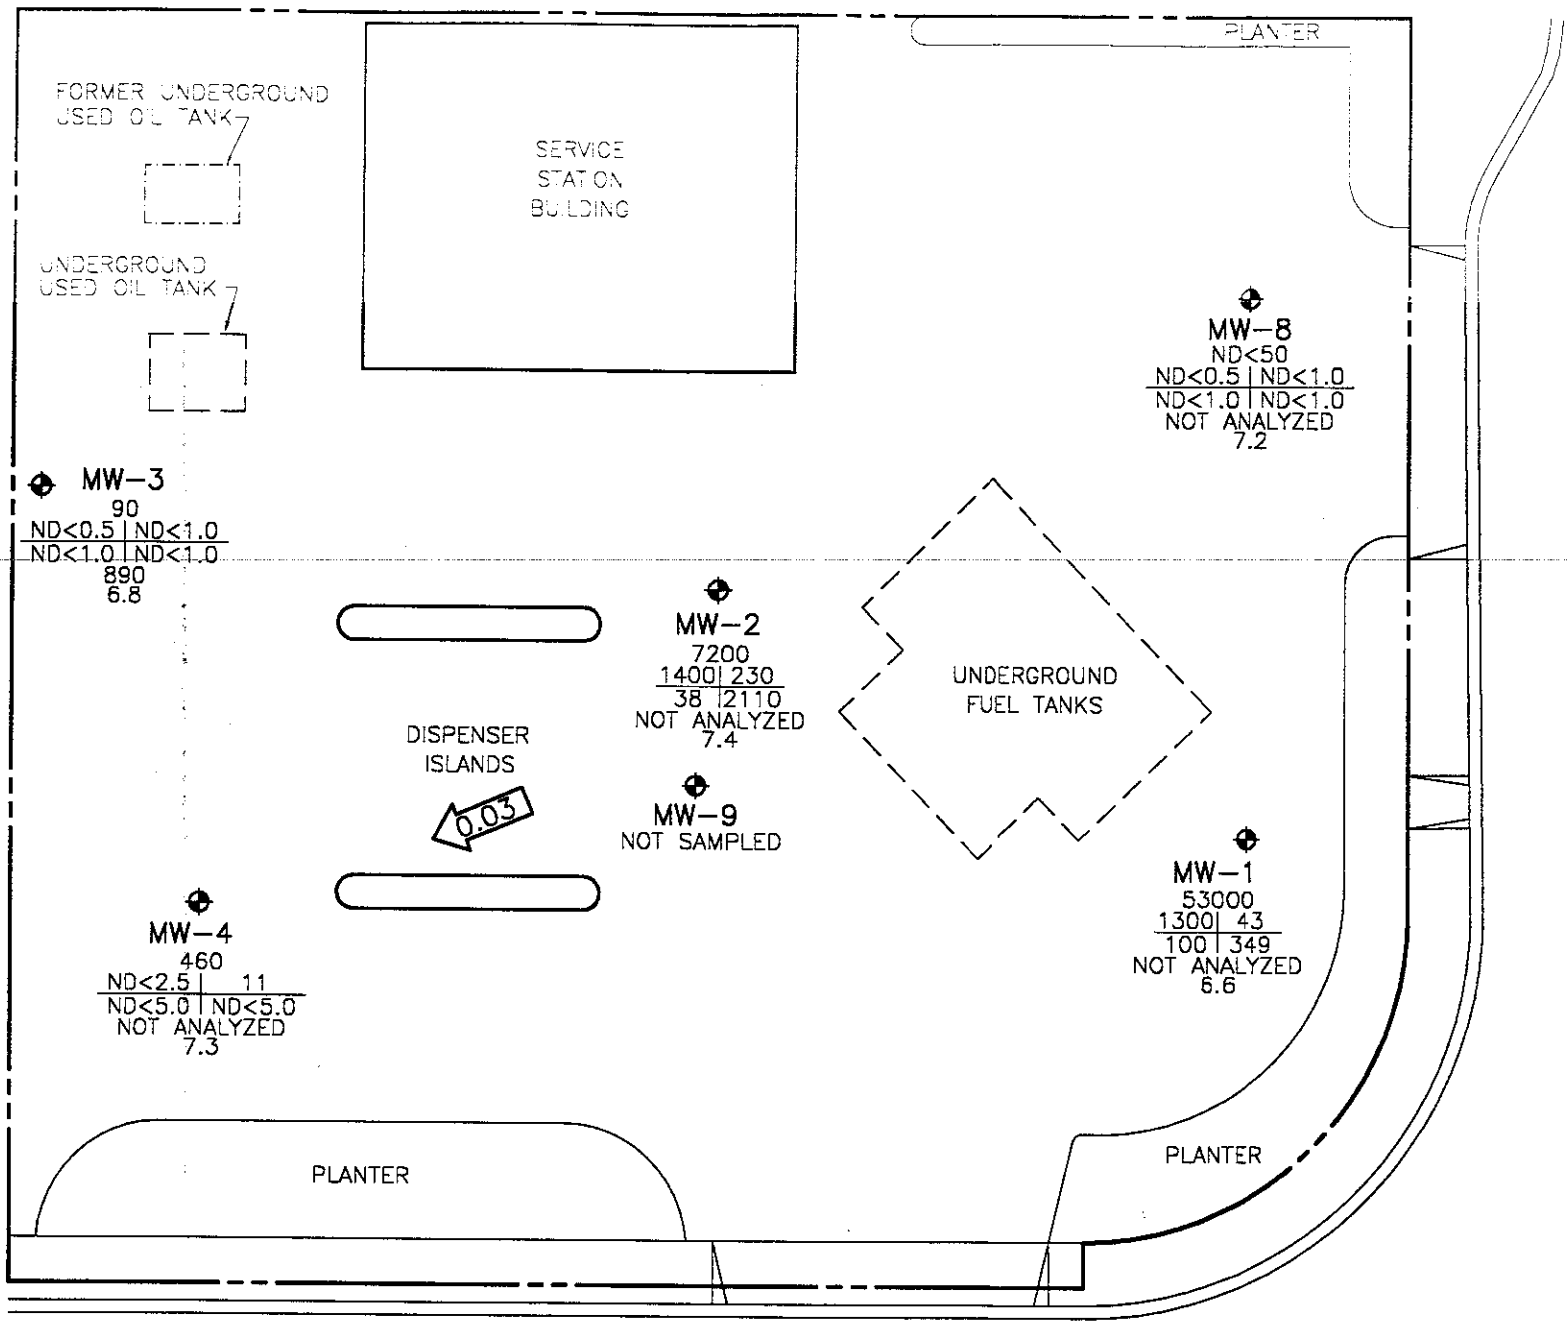 PLANTER
FORMER UNDERGROUND
USED OIL TANK
SERVICE
STATION
BUILDING
UNDERGROUND
USED OIL TANK
MW-8
ND<50
ND<0.5 | ND<1.0
ND<1.0 | ND<1.0
NOT ANALYZED
7.2
MW-3
90
ND<0.5 | ND<1.0
ND<1.0 | ND<1.0
890
6.8
MW-2
7200
1400 | 230
38 | 2110
NOT ANALYZED
7.4
UNDERGROUND
FUEL TANKS
DISPENSER
ISLANDS
0.03
MW-9
NOT SAMPLED
MW-1
53000
1300 | 43
100 | 349
NOT ANALYZED
6.6
MW-4
460
ND<2.5 | 11
ND<5.0 | ND<5.0
NOT ANALYZED
7.3
PLANTER
PLANTER